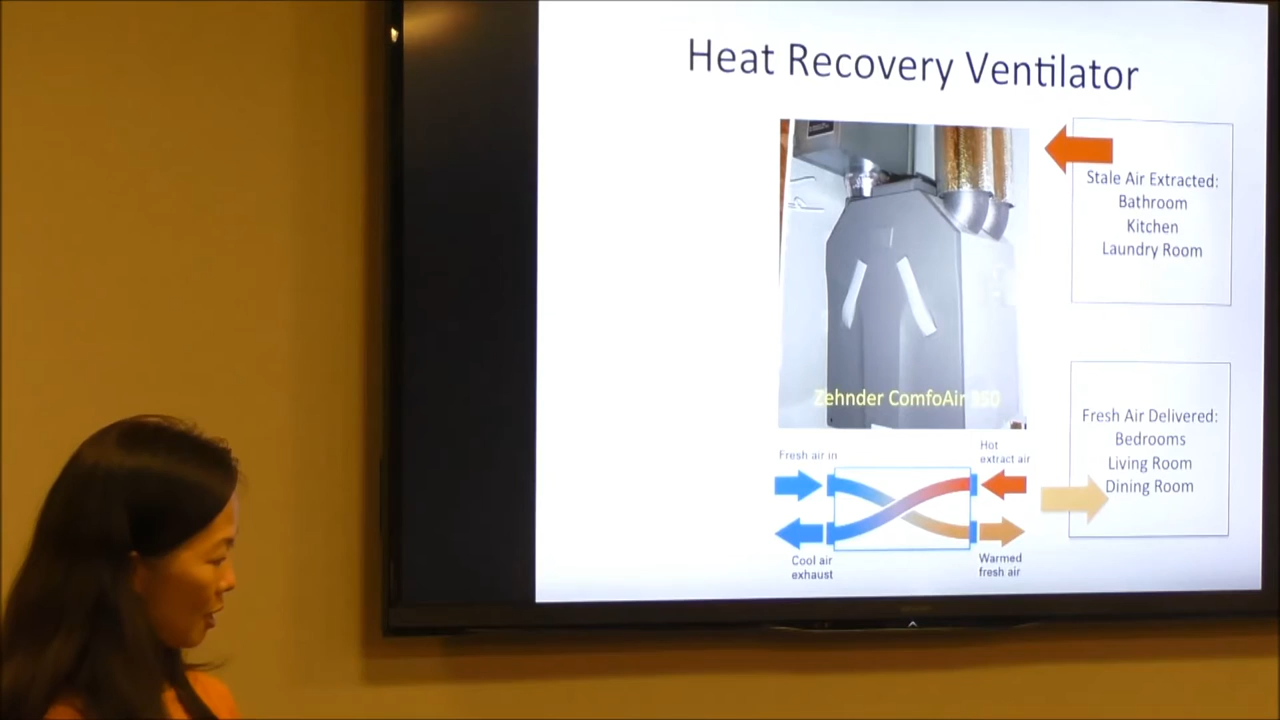 Heat Recovery Ventilator
Stale Air Extracted:
Bathroom
Kitchen
Laundry Room
Zehnder ComfoAir
Fresh Air Delivered:
Bedrooms
Living Room
Dining Room
Fresh air in
Hot
extract air
Cool air
exhaust
Warmed
fresh air